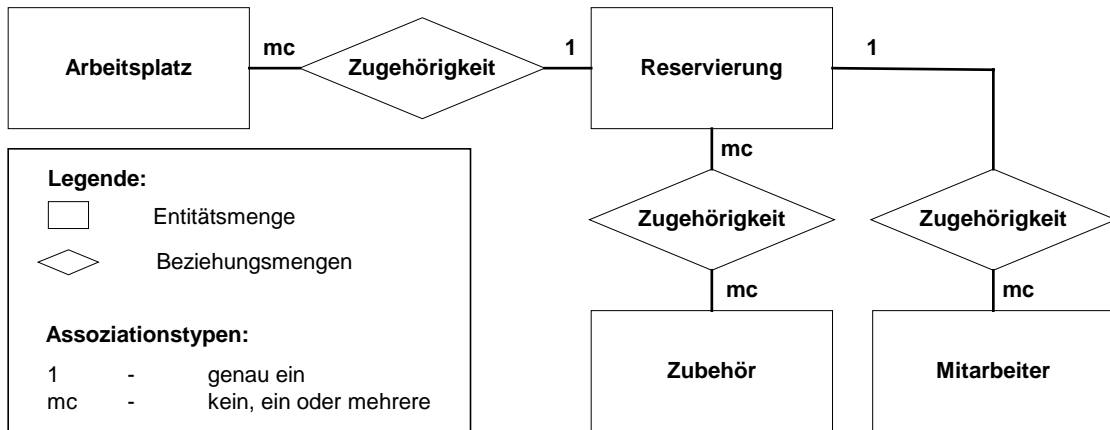 mc
1
1
Arbeitsplatz
Zugehörigkeit
Reservierung
mc
Legende:
Entitätsmenge
Zugehörigkeit
Zugehörigkeit
Beziehungsmengen
mc
mc
Assoziationstypen:
1 - genau ein
Zubehör
Mitarbeiter
mc - kein, ein oder mehrere